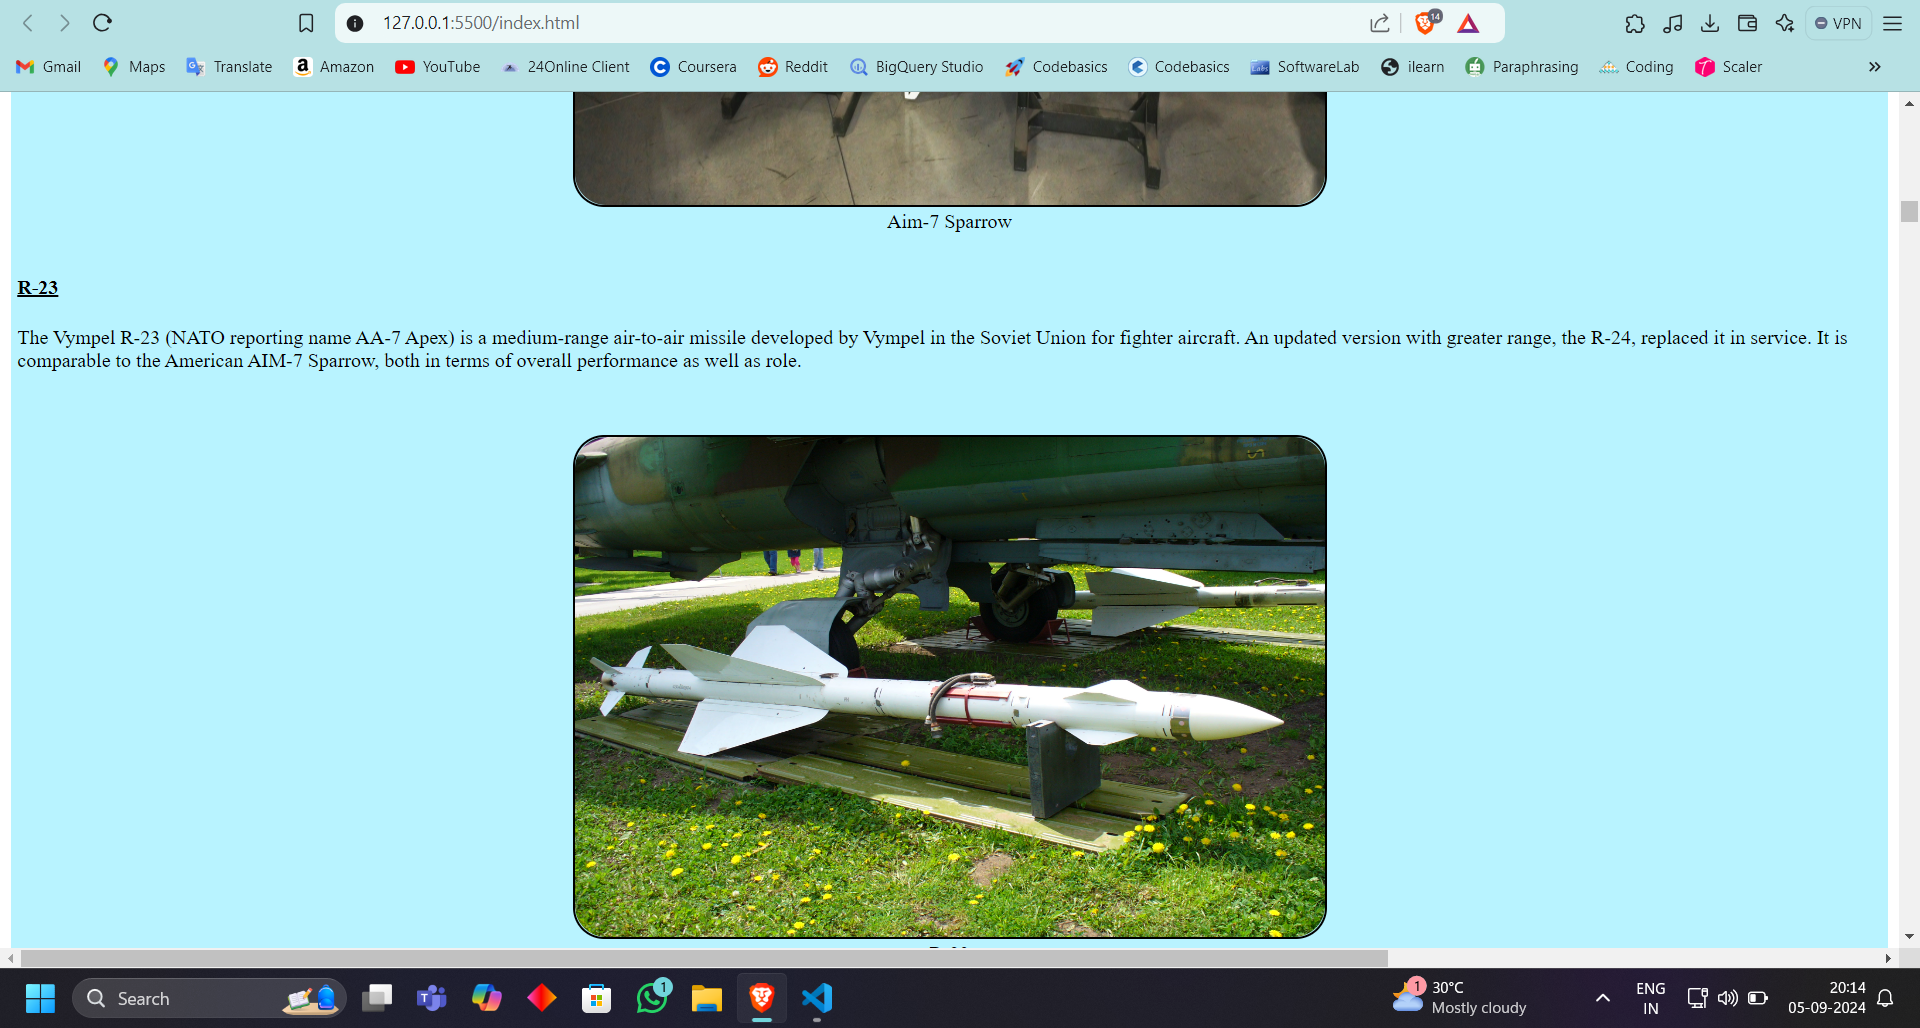 127.0.0.1:5500/index.html
14
VPN
Gmail
Maps
Translate
Amazon
YouTube
24Online Client
Coursera
Reddit
BigQuery Studio
Codebasics
Codebasics
SoftwareLab
ilearn
Paraphrasing
Coding
Scaler
»
Aim-7 Sparrow
R-23
The Vympel R-23 (NATO reporting name AA-7 Apex) is a medium-range air-to-air missile developed by Vympel in the Soviet Union for fighter aircraft. An updated version with greater range, the R-24, replaced it in service. It is
comparable to the American AIM-7 Sparrow, both in terms of overall performance as well as role.
Search
1
1
30°C
Mostly cloudy
ENG
IN
20:14
05-09-2024